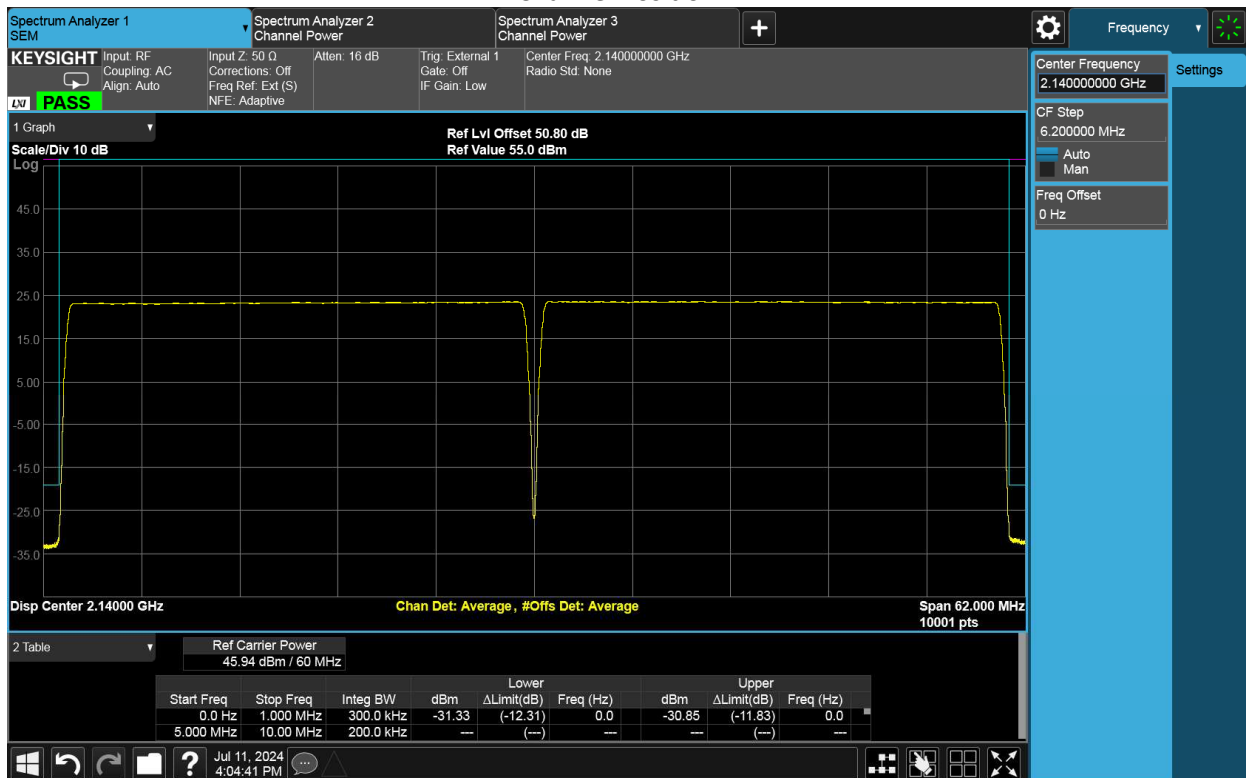 Spectrum Analyzer 1
SEM
Spectrum Analyzer 2
Channel Power
Spectrum Analyzer 3
Channel Power
+
Frequency
KEYSIGHT
LXI
PASS
Input: RF
Coupling: AC
Align: Auto
Input Z: 50 Ω
Corrections: Off
Freq Ref: Ext (S)
NFE: Adaptive
Atten: 16 dB
Trig: External 1
Gate: Off
IF Gain: Low
Center Freq: 2.140000000 GHz
Radio Std: None
Center Frequency
2.140000000 GHz
Settings
CF Step
6.200000 MHz
Auto
Man
Freq Offset
0 Hz
1 Graph
Scale/Div 10 dB
Log
Ref Lvl Offset 50.80 dB
Ref Value 55.0 dBm
45.0
35.0
25.0
15.0
5.00
-5.00
-15.0
-25.0
-35.0
Disp Center 2.14000 GHz
Chan Det: Average, #Offs Det: Average
Span 62.000 MHz
10001 pts
2 Table
Ref Carrier Power
45.94 dBm / 60 MHz
Lower Upper
Start Freq Stop Freq Integ BW dBm ΔLimit(dB) Freq (Hz) dBm ΔLimit(dB) Freq (Hz)
0.0 Hz 1.000 MHz 300.0 kHz -31.33 (-12.31) 0.0 -30.85 (-11.83) 0.0
5.000 MHz 10.00 MHz 200.0 kHz --- (---) --- --- (---) ---
?
Jul 11, 2024
4:04:41 PM